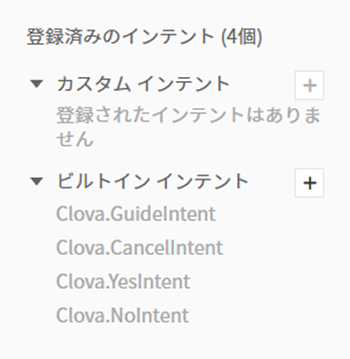 登録済みのインテント (4個)
カスタム インテント
登録されたインテントはありま
せん
ビルトイン インテント
Clova.GuideIntent
Clova.CancelIntent
Clova.YesIntent
Clova.NoIntent